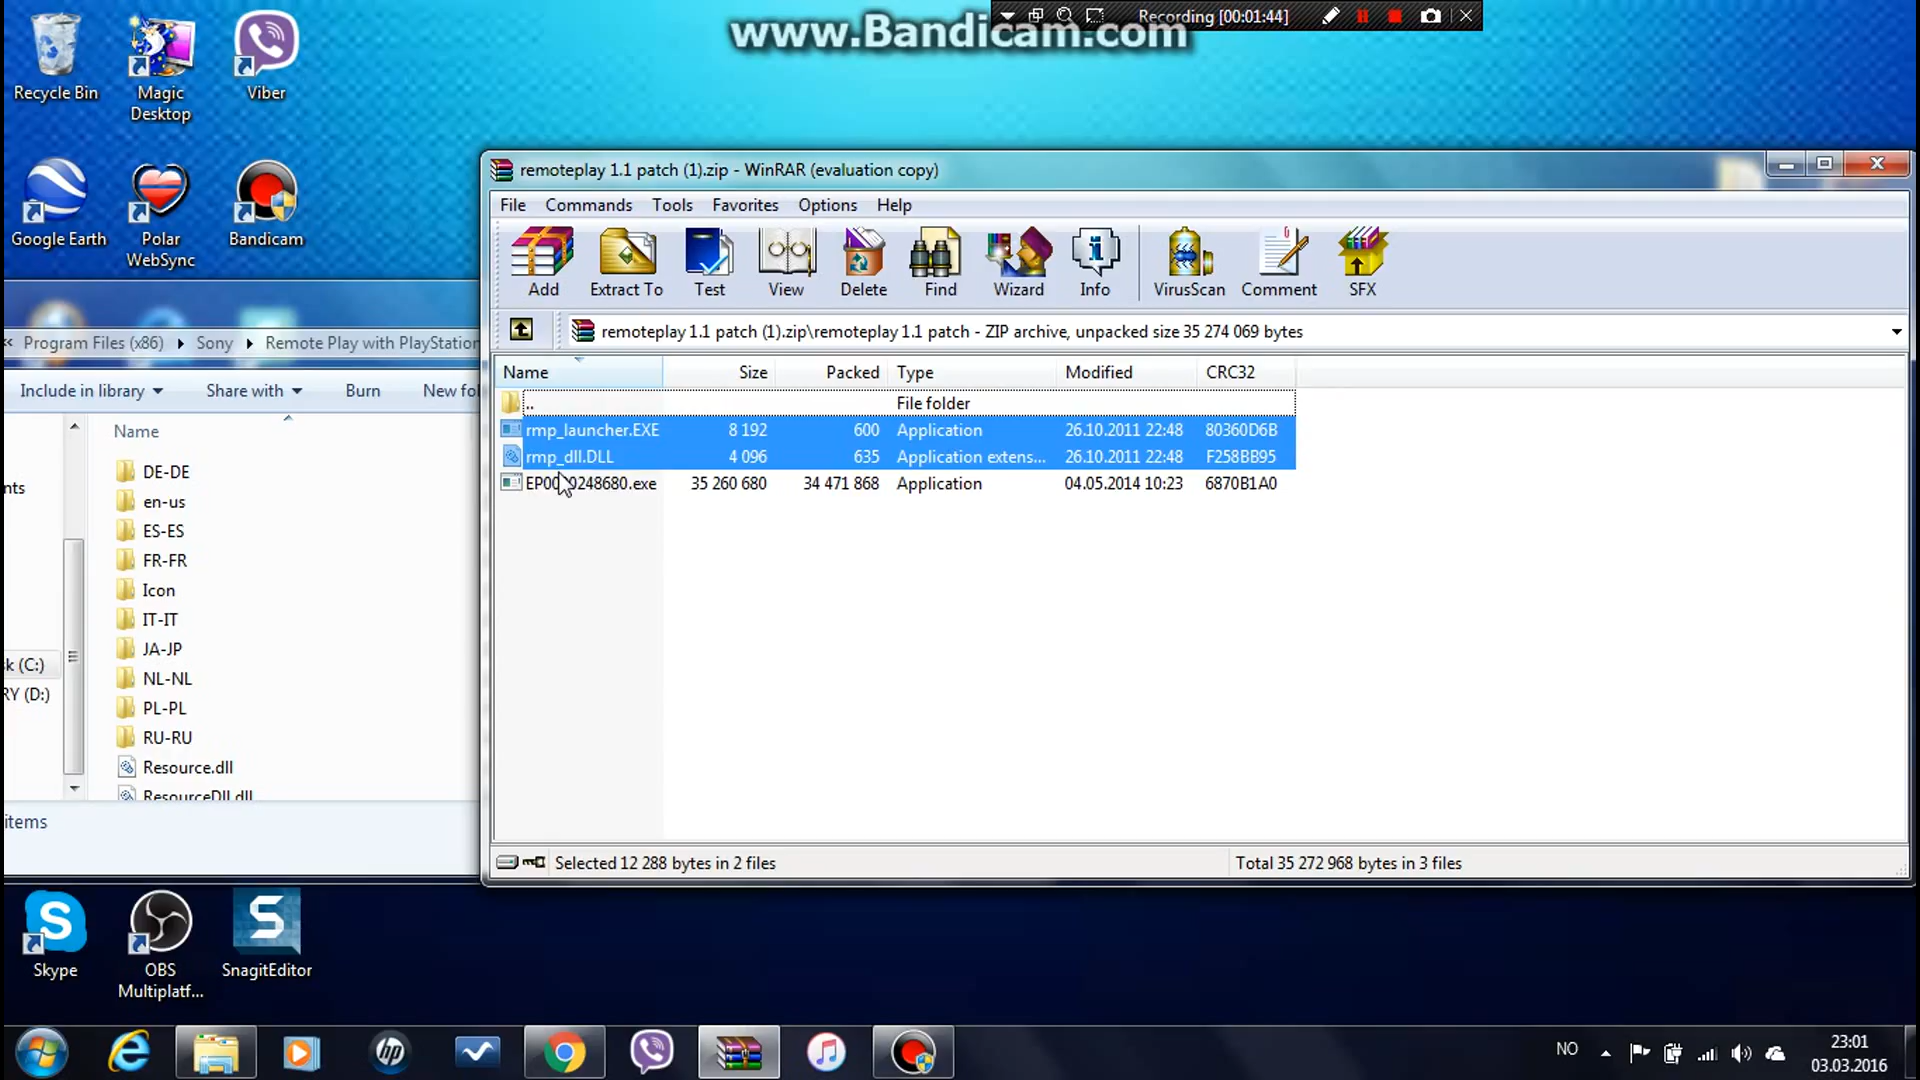 www.Bandicam.com
Recording [00:01:44]
Recycle Bin
Magic
Desktop
Viber
Google Earth
Polar
WebSync
Bandicam
remoteplay 1.1 patch (1).zip - WinRAR (evaluation copy)
File Commands Tools Favorites Options Help
Add Extract To Test View Delete Find Wizard Info VirusScan Comment SFX
remoteplay 1.1 patch (1).zip\remoteplay 1.1 patch - ZIP archive, unpacked size 35 274 069 bytes
Name Size Packed Type Modified CRC32
.. File folder
rmp_launcher.EXE 8 192 600 Application 26.10.2011 22:48 80360D6B
rmp_dll.DLL 4 096 635 Application extens... 26.10.2011 22:48 F258BB95
35 260 680 34 471 868 Application 04.05.2014 10:23 6870B1A0
Selected 12 288 bytes in 2 files
Total 35 272 968 bytes in 3 files
« Program Files (x86) Sony Remote Play with PlayStation
Include in library Share with Burn New fol
Name
DE-DE
en-us
ES-ES
FR-FR
Icon
IT-IT
JA-JP
NL-NL
PL-PL
RU-RU
Resource.dll
ResourceDll.dll
nts
sk (C:)
RY (D:)
items
Skype
OBS
Multiplatf...
SnagitEditor
hp
NO
23:01
03.03.2016